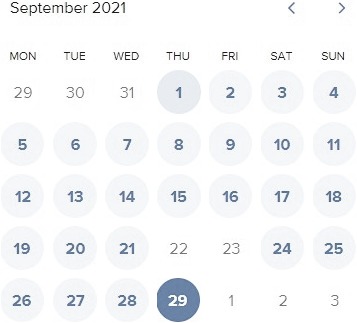 September 2021
MON TUE WED THU FRI SAT SUN
29 30 31 1 2 3 4
5 6 7 8 9 10 11
12 13 14 15 16 17 18
19 20 21 22 23 24 25
26 27 28 29 1 2 3